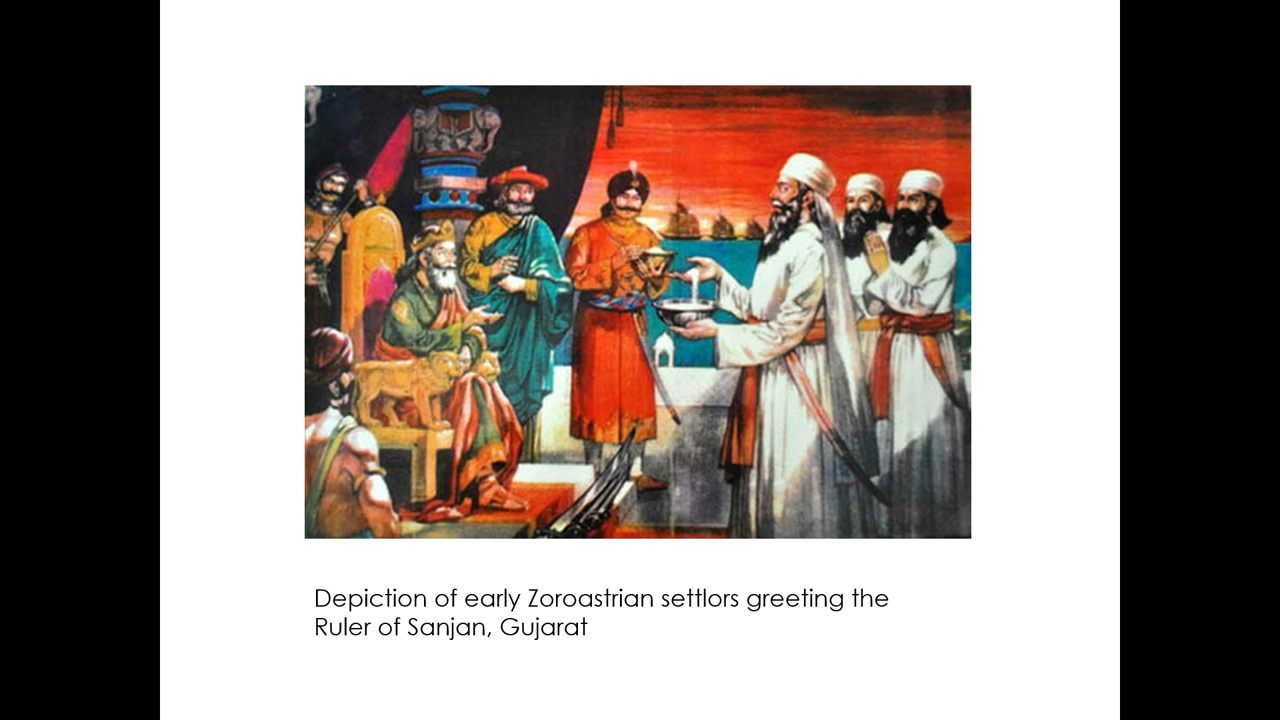 Depiction of early Zoroastrian settlors greeting the
Ruler of Sanjan, Gujarat